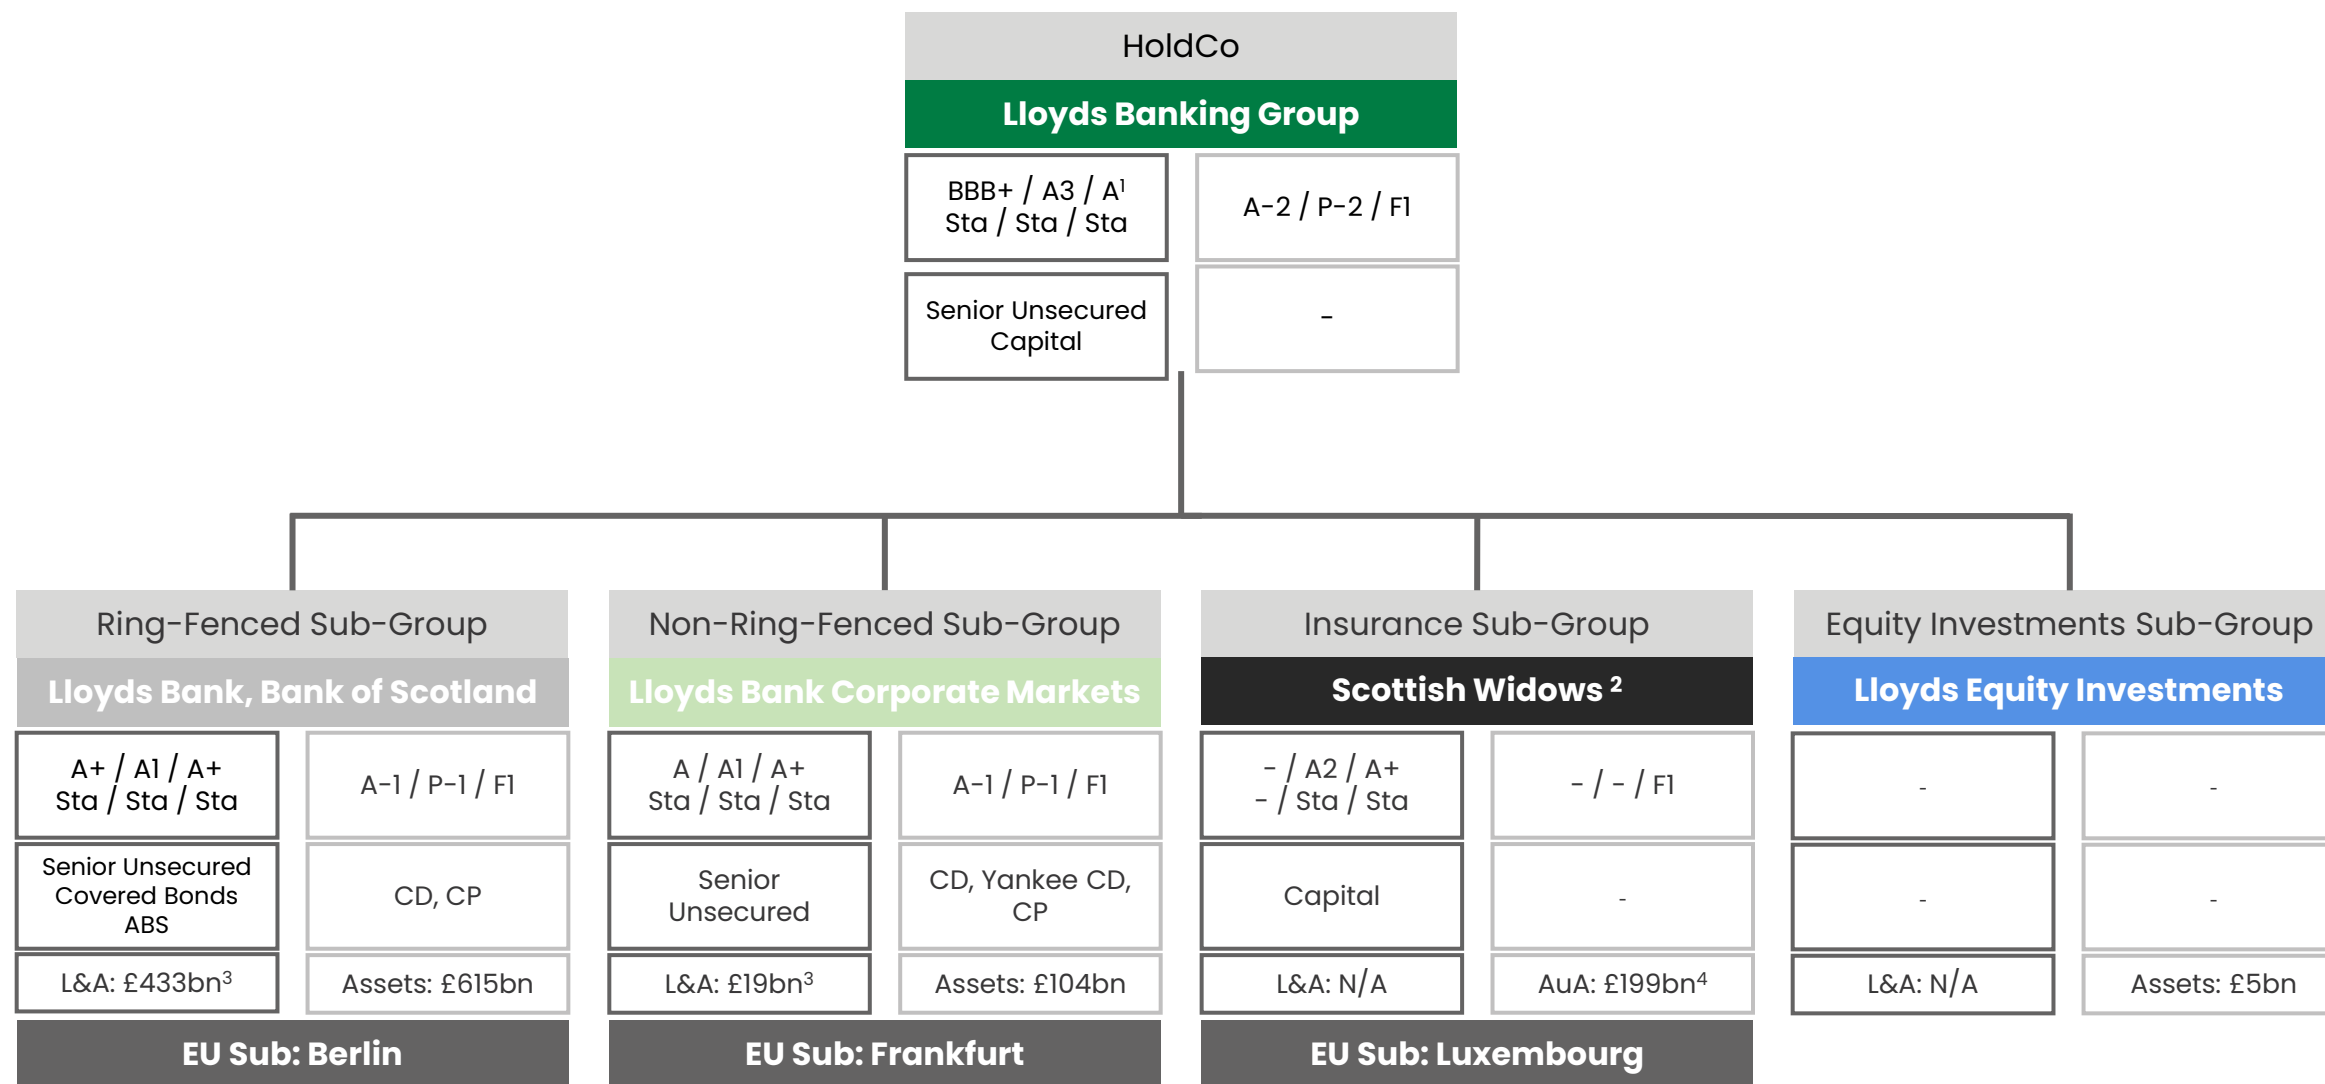 HoldCo
Lloyds Banking Group
BBB+ / A3 / A¹
Sta / Sta / Sta
A-2 / P-2 / F1
Senior Unsecured
Capital
-
Ring-Fenced Sub-Group
Lloyds Bank, Bank of Scotland
A+ / A1 / A+
Sta / Sta / Sta
A-1 / P-1 / F1
Senior Unsecured
Covered Bonds
ABS
CD, CP
L&A: £433bn³
Assets: £615bn
EU Sub: Berlin
Non-Ring-Fenced Sub-Group
Lloyds Bank Corporate Markets
A / A1 / A+
Sta / Sta / Sta
A-1 / P-1 / F1
Senior
Unsecured
CD, Yankee CD,
CP
L&A: £19bn³
Assets: £104bn
EU Sub: Frankfurt
Insurance Sub-Group
Scottish Widows ²
- / A2 / A+
- / Sta / Sta
- / - / F1
Capital
-
L&A: N/A
AuA: £199bn⁴
EU Sub: Luxembourg
Equity Investments Sub-Group
Lloyds Equity Investments
-
-
-
-
L&A: N/A
Assets: £5bn